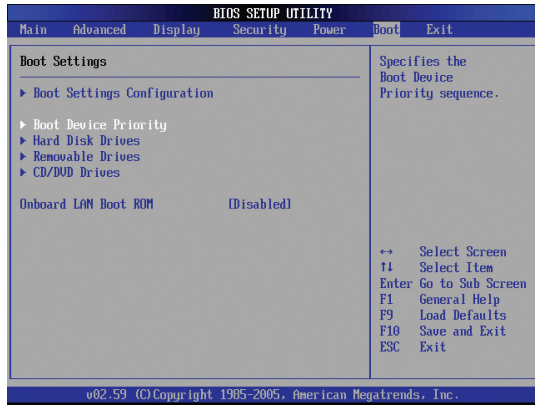 BIOS SETUP UTILITY
Main Advanced Display Security Power Boot Exit
Boot Settings
▶ Boot Settings Configuration
▶ Boot Device Priority
▶ Hard Disk Drives
▶ Removable Drives
▶ CD/DVD Drives
Onboard LAN Boot ROM [Disabled]
Specifies the
Boot Device
Priority sequence.
↔ Select Screen
↑↓ Select Item
Enter Go to Sub Screen
F1 General Help
F9 Load Defaults
F10 Save and Exit
ESC Exit
v02.59 (C)Copyright 1985-2005, American Megatrends, Inc.